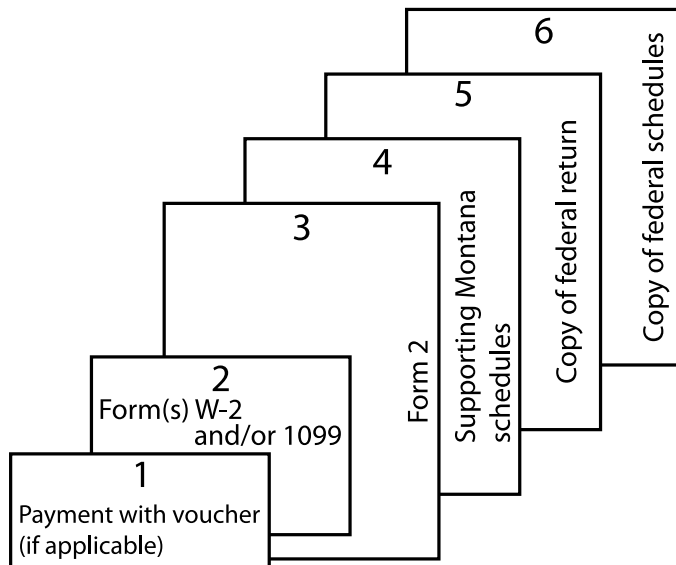 1
Payment with voucher
(if applicable)
2
Form(s) W-2
and/or 1099
3
Form 2
4
Supporting Montana
schedules
5
Copy of federal return
6
Copy of federal schedules